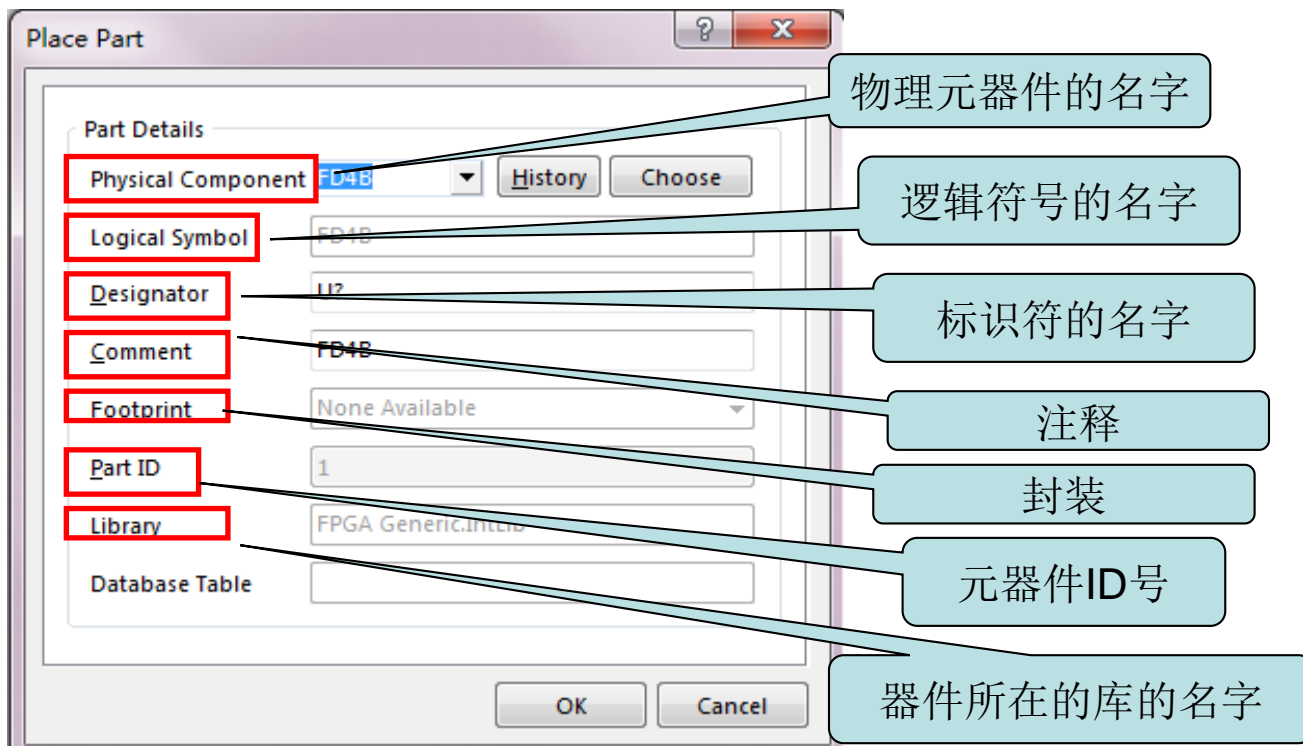 Place Part
物理元器件的名字
Part Details
Physical Component FD4B History Choose
逻辑符号的名字
Logical Symbol FD4B
Designator U?
标识符的名字
Comment FD4B
注释
Footprint None Available
封装
Part ID 1
Library FPGA Generic.IntLib
元器件ID号
Database Table
器件所在的库的名字
OK Cancel